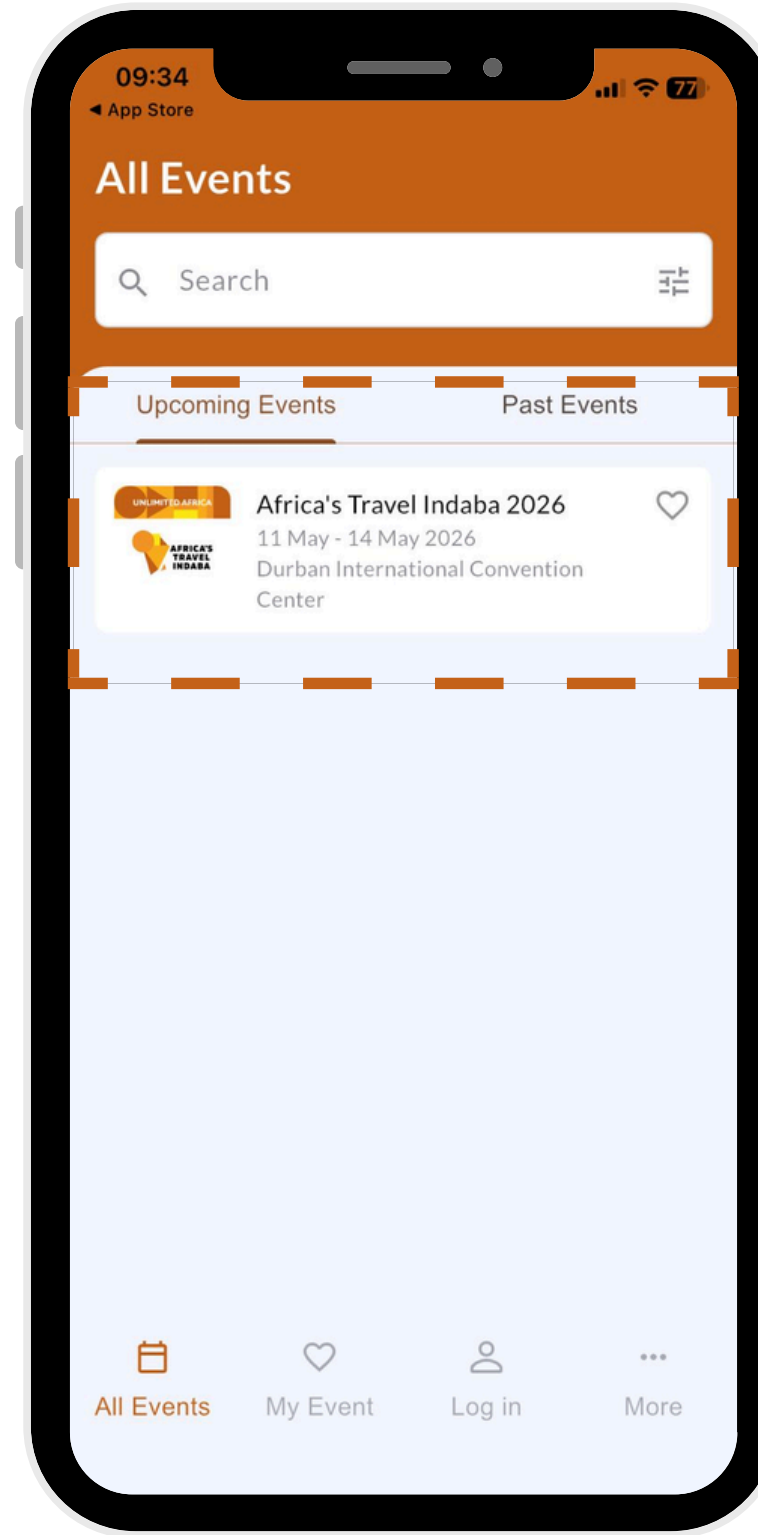 09:34
◀ App Store
77
All Events
Search
Upcoming Events
Past Events
UNLIMITED AFRICA
AFRICA'S
TRAVEL
INDABA
Africa's Travel Indaba 2026
11 May - 14 May 2026
Durban International Convention
Center
All Events
My Event
Log in
More